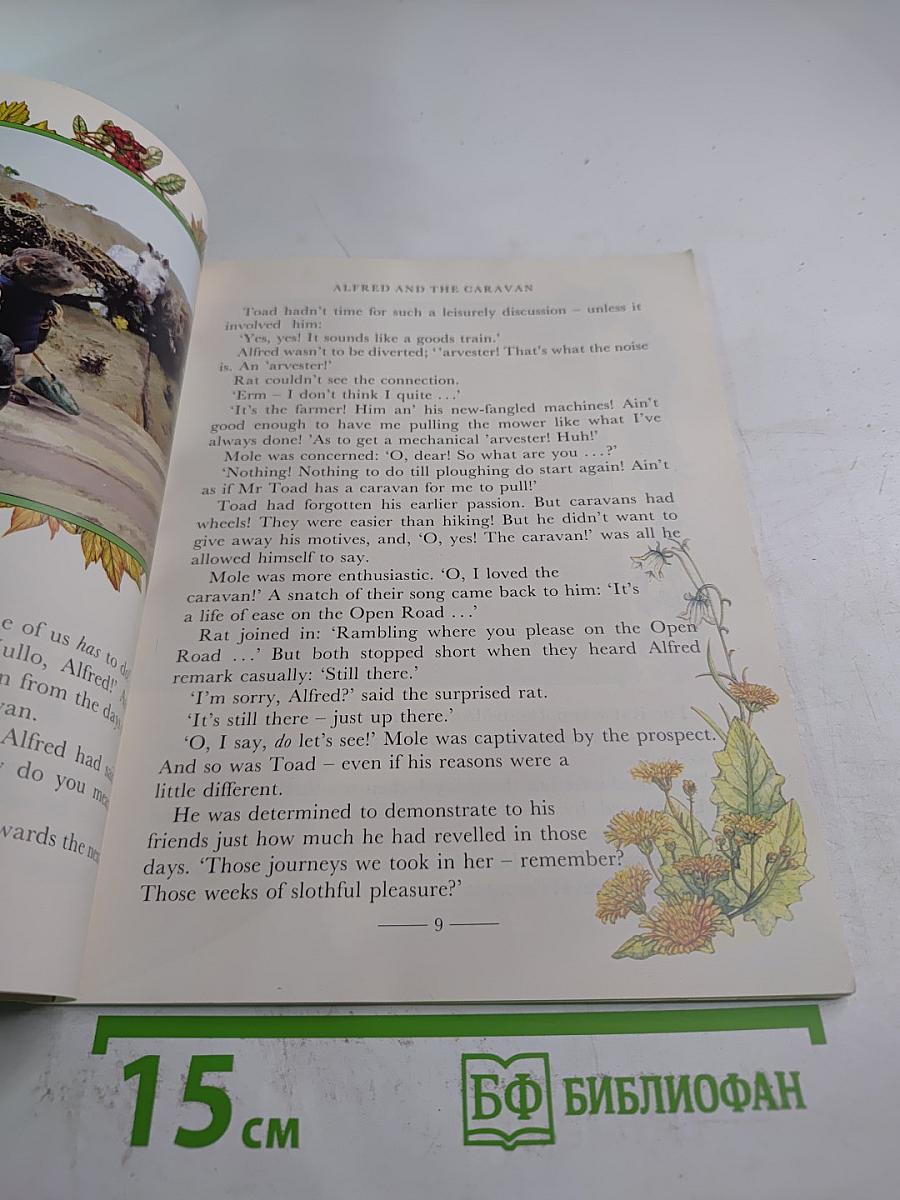 e of us has to do
ullo, Alfred!'
n from the day
van.
Alfred had
do you
wards the
ALFRED AND THE CARAVAN
Toad hadn't time for such a leisurely discussion – unless it
involved him:
'Yes, yes! It sounds like a goods train.'
Alfred wasn't to be diverted; ''arvester! That's what the noise
is. An 'arvester!'
Rat couldn't see the connection.
'Erm – I don't think I quite ...'
'It's the farmer! Him an' his new-fangled machines! Ain't
good enough to have me pulling the mower like what I've
always done! 'As to get a mechanical 'arvester! Huh!'
Mole was concerned: 'O, dear! So what are you ...?'
'Nothing! Nothing to do till ploughing do start again! Ain't
as if Mr Toad has a caravan for me to pull!'
Toad had forgotten his earlier passion. But caravans had
wheels! They were easier than hiking! But he didn't want to
give away his motives, and, 'O, yes! The caravan!' was all he
allowed himself to say.
Mole was more enthusiastic. 'O, I loved the
caravan!' A snatch of their song came back to him: 'It's
a life of ease on the Open Road ...'
Rat joined in: 'Rambling where you please on the Open
Road ...' But both stopped short when they heard Alfred
remark casually: 'Still there.'
'I'm sorry, Alfred?' said the surprised rat.
'It's still there – just up there.'
'O, I say, do let's see!' Mole was captivated by the prospect.
And so was Toad – even if his reasons were a
little different.
He was determined to demonstrate to his
friends just how much he had revelled in those
days. 'Those journeys we took in her – remember?
Those weeks of slothful pleasure?'
9
15 см
БФ БИБЛИОФАН